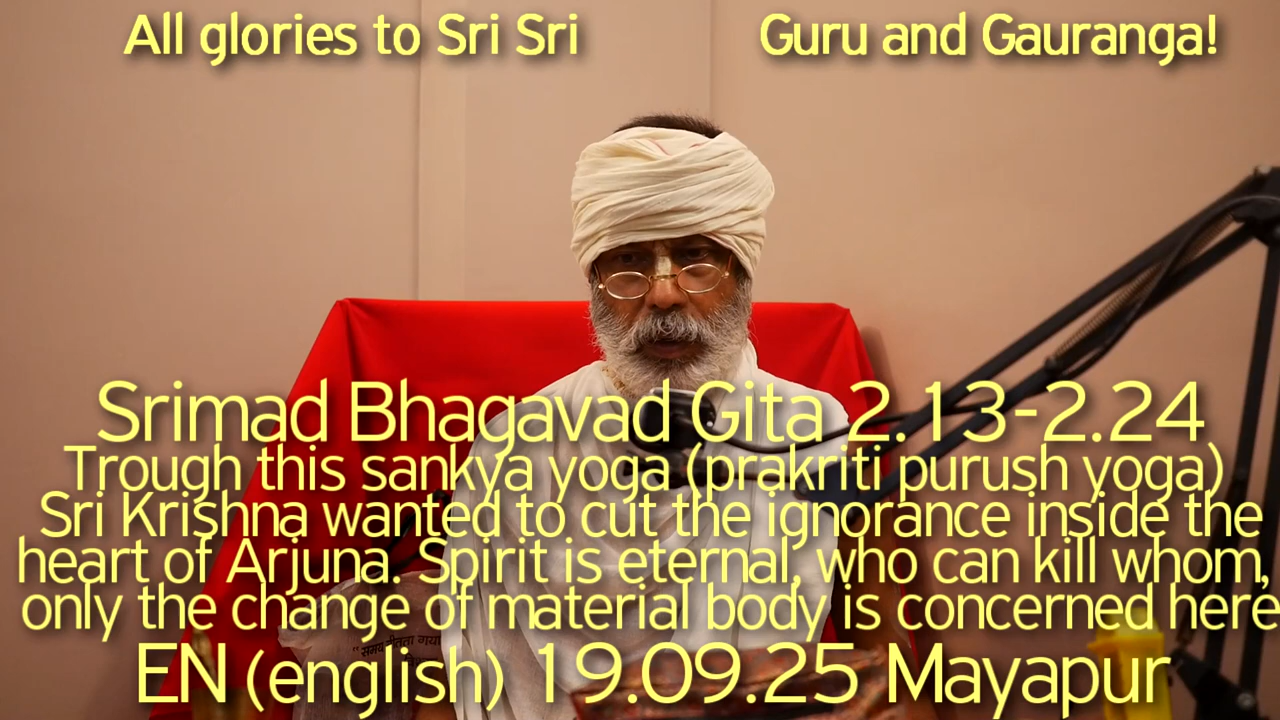 All glories to Sri Sri Guru and Gauranga!
Srimad Bhagavad Gita 2.13-2.24
Trough this sankya yoga (prakriti purush yoga)
Sri Krishna wanted to cut the ignorance inside the
heart of Arjuna. Spirit is eternal, who can kill whom,
only the change of material body is concerned here
EN (english) 19.09.25 Mayapur